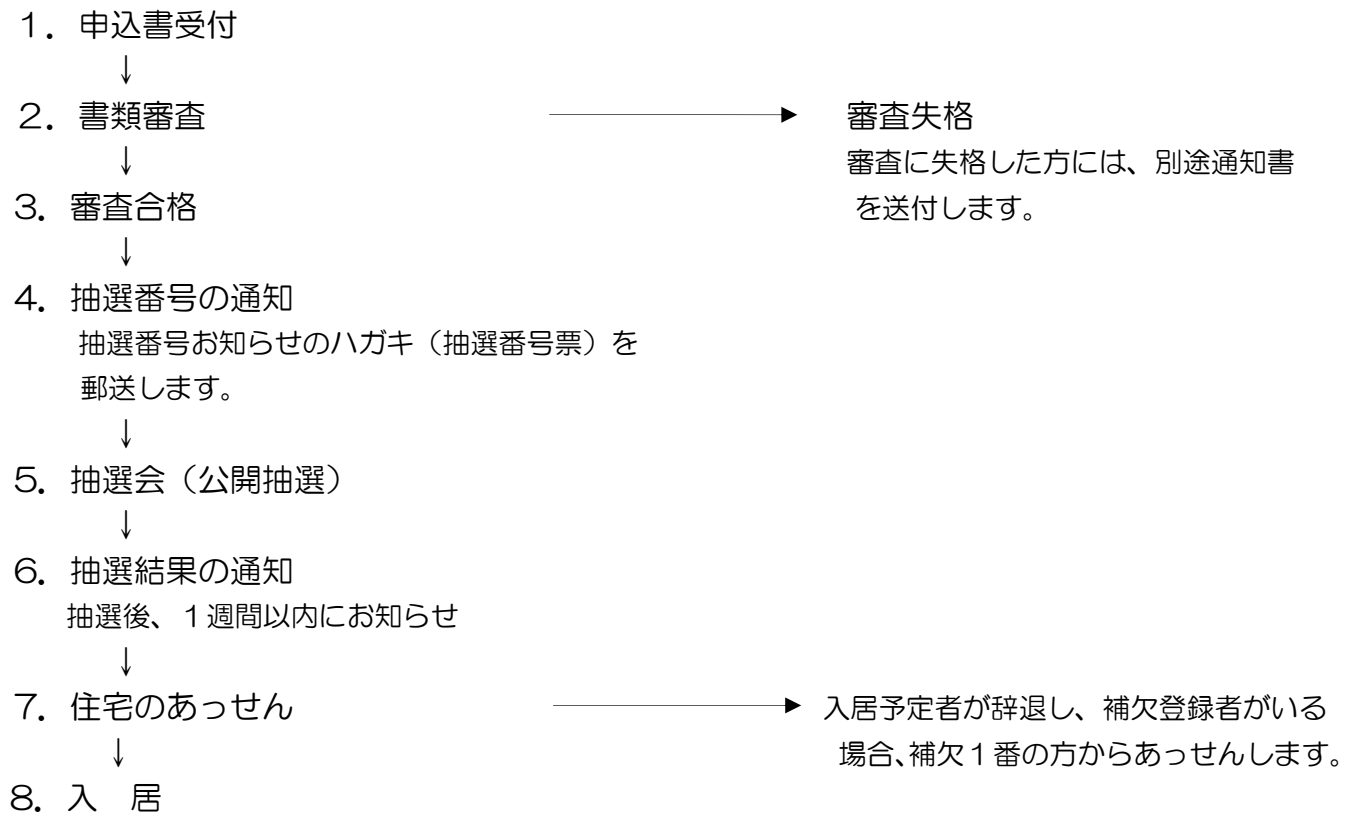 １．申込書受付
↓
２．書類審査 → 審査失格
↓
審査に失格した方には、別途通知書
３．審査合格
を送付します。
↓
４．抽選番号の通知
抽選番号お知らせのハガキ（抽選番号票）を
郵送します。
↓
５．抽選会（公開抽選）
↓
６．抽選結果の通知
抽選後、１週間以内にお知らせ
↓
７．住宅のあっせん → 入居予定者が辞退し、補欠登録者がいる
↓
場合、補欠１番の方からあっせんします。
８．入　居